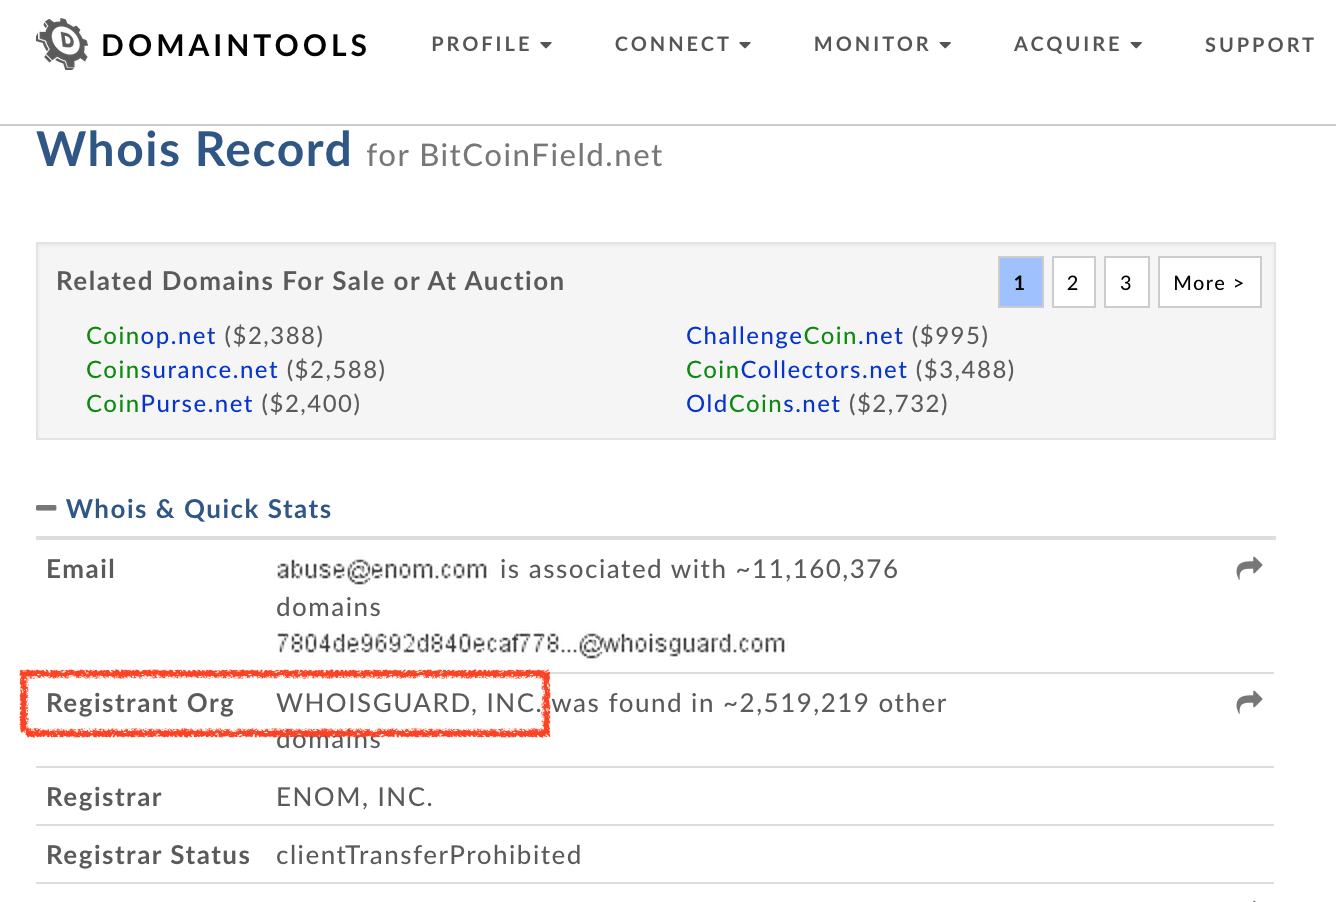 DOMAINTOOLS PROFILE CONNECT MONITOR ACQUIRE SUPPORT
Whois Record for BitCoinField.net
Related Domains For Sale or At Auction 1 2 3 More >
Coinop.net ($2,388) ChallengeCoin.net ($995)
Coinsurance.net ($2,588) CoinCollectors.net ($3,488)
CoinPurse.net ($2,400) OldCoins.net ($2,732)
Whois & Quick Stats
Email abuse@enom.com is associated with ~11,160,376
domains
7804de9692d840ecaf778...@whoisguard.com
Registrant Org WHOISGUARD, INC. was found in ~2,519,219 other
domains
Registrar ENOM, INC.
Registrar Status clientTransferProhibited